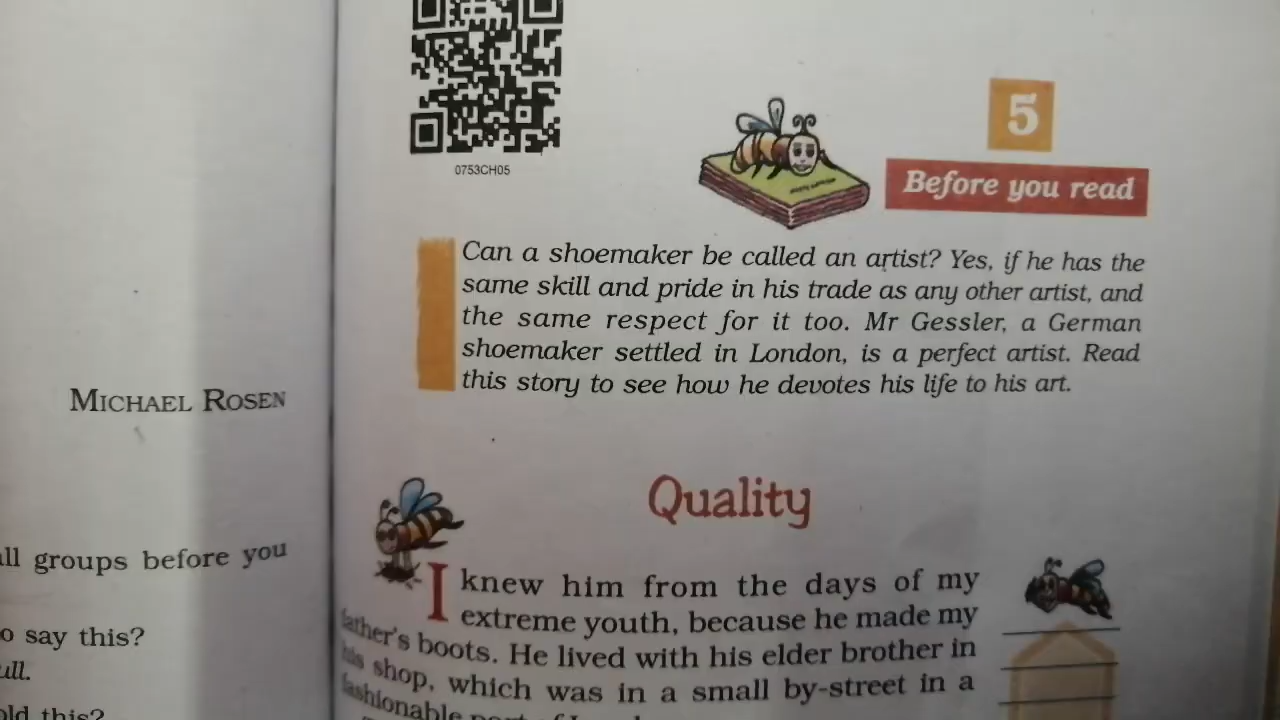 MICHAEL ROSEN
ll groups before you
o say this?
ull.
old this?
0753CH05
5
Before you read
Can a shoemaker be called an artist? Yes, if he has the
same skill and pride in his trade as any other artist, and
the same respect for it too. Mr Gessler, a German
shoemaker settled in London, is a perfect artist. Read
this story to see how he devotes his life to his art.
Quality
I knew him from the days of my
extreme youth, because he made my
father's boots. He lived with his elder brother in
his shop, which was in a small by-street in a
fashionable part of